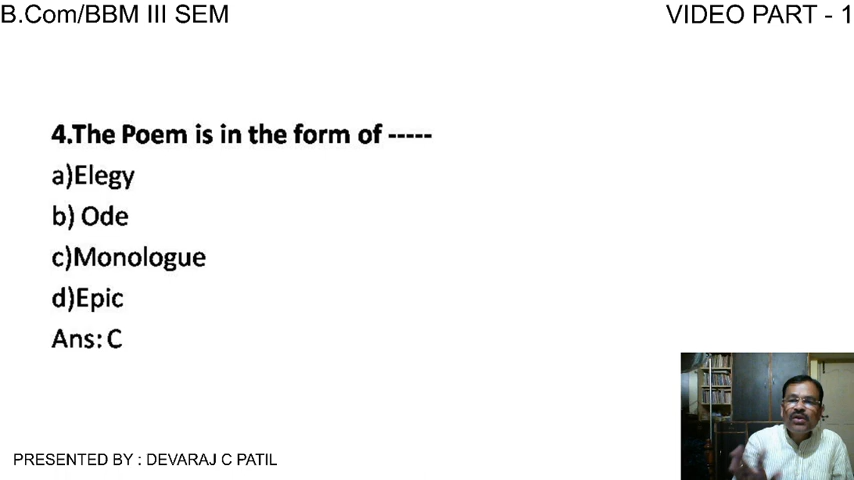 B.Com/BBM III SEM
VIDEO PART - 1
4.The Poem is in the form of -----
a)Elegy
b) Ode
c)Monologue
d)Epic
Ans: C
PRESENTED BY : DEVARAJ C PATIL